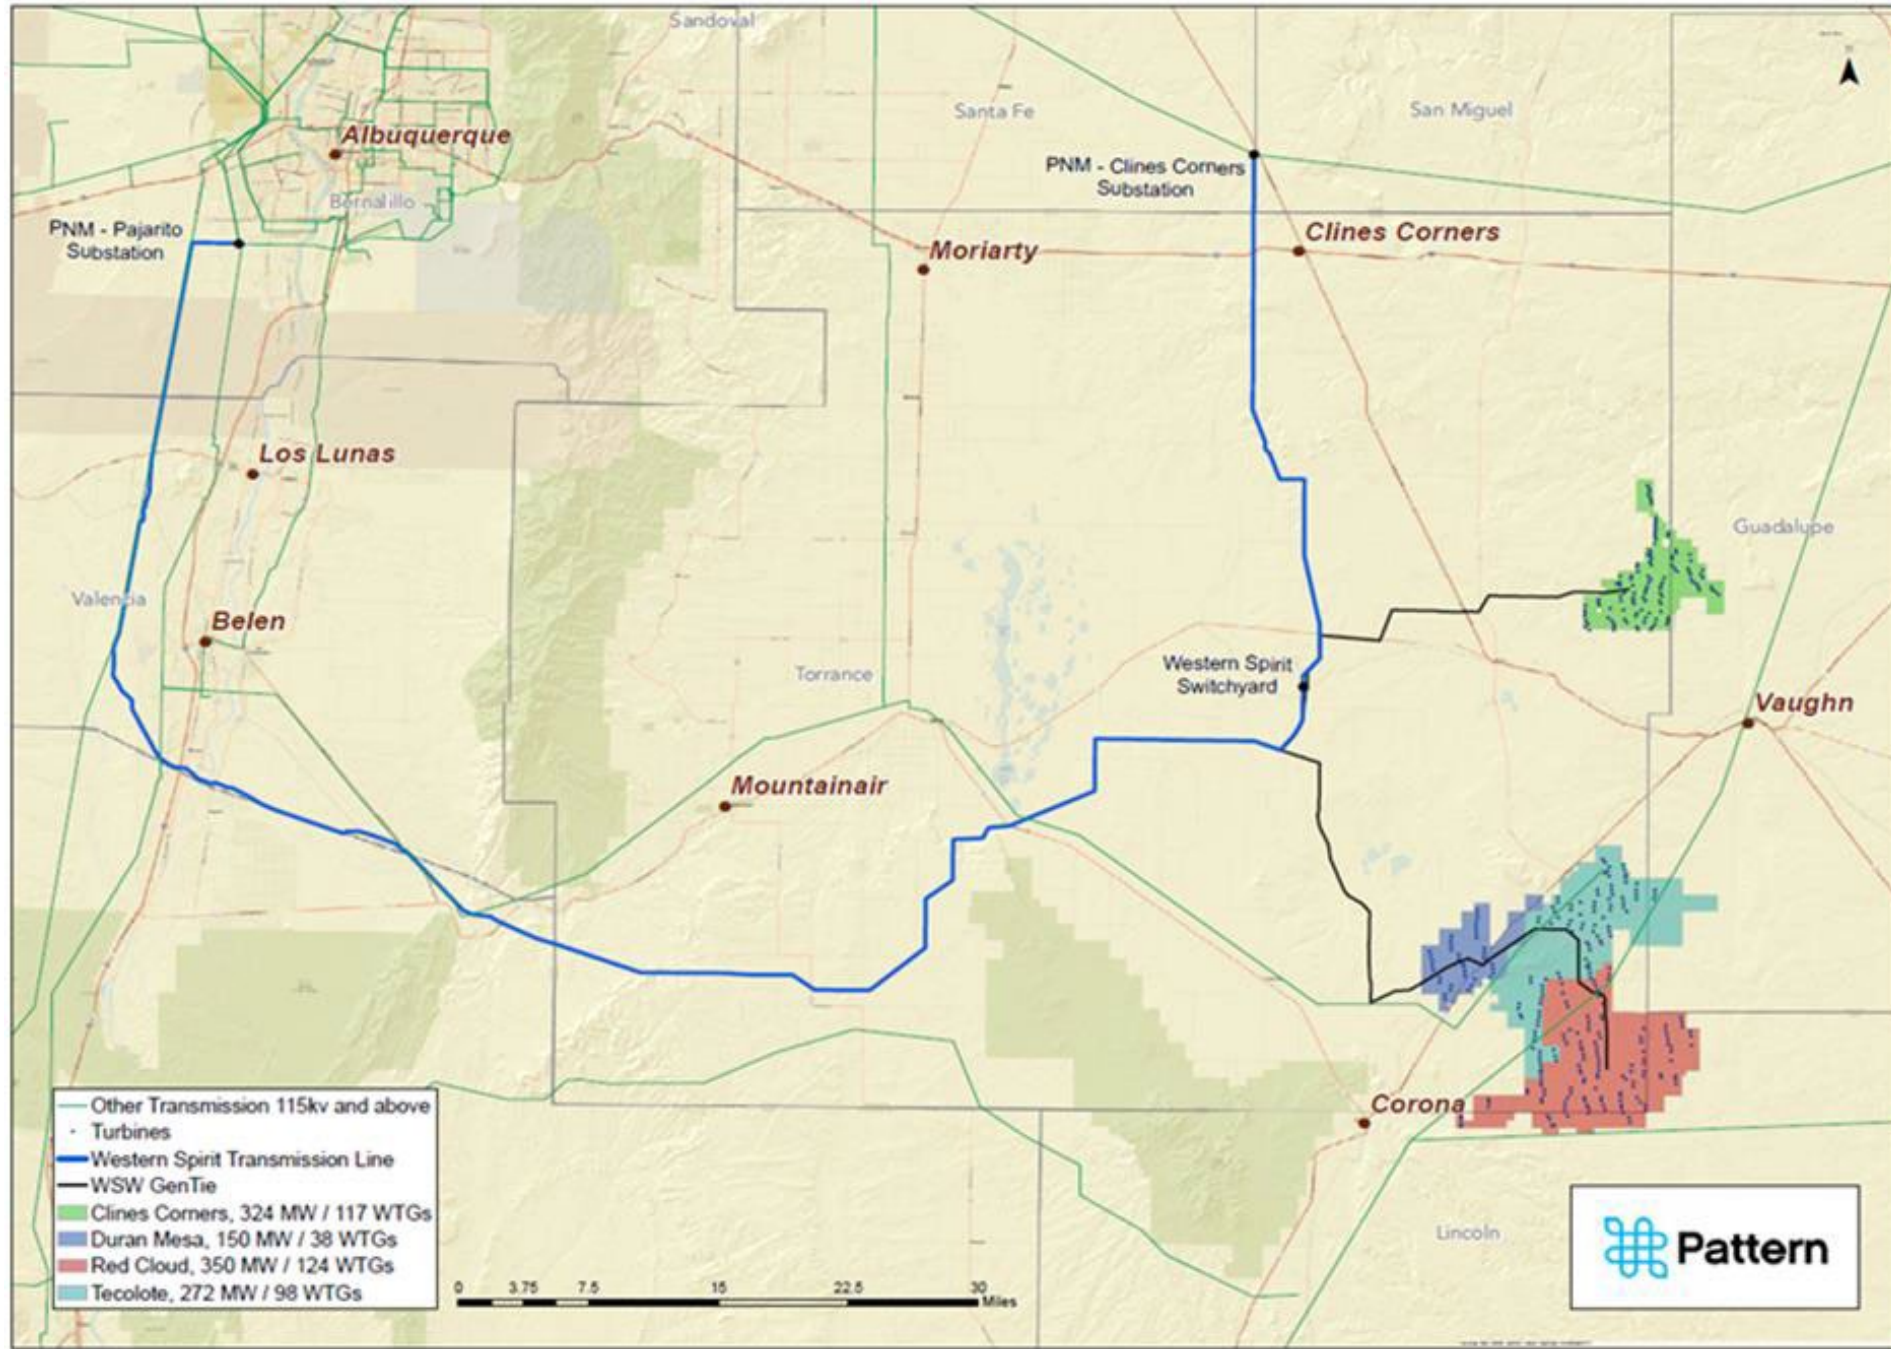 Sandoval
Santa Fe
San Miguel
Albuquerque
PNM - Clines Corners
Substation
Bernalillo
PNM - Pajarito
Substation
Clines Corners
Moriarty
Los Lunas
Guadalupe
Valencia
Belen
Torrance
Western Spirit
Switchyard
Vaughn
Mountainair
Corona
Other Transmission 115kv and above
Turbines
Western Spirit Transmission Line
WSW GenTie
Clines Corners, 324 MW / 117 WTGs
Duran Mesa, 150 MW / 38 WTGs
Red Cloud, 350 MW / 124 WTGs
Tecolote, 272 MW / 98 WTGs
0 3.75 7.5 15 22.5 30
Miles
Lincoln
Pattern